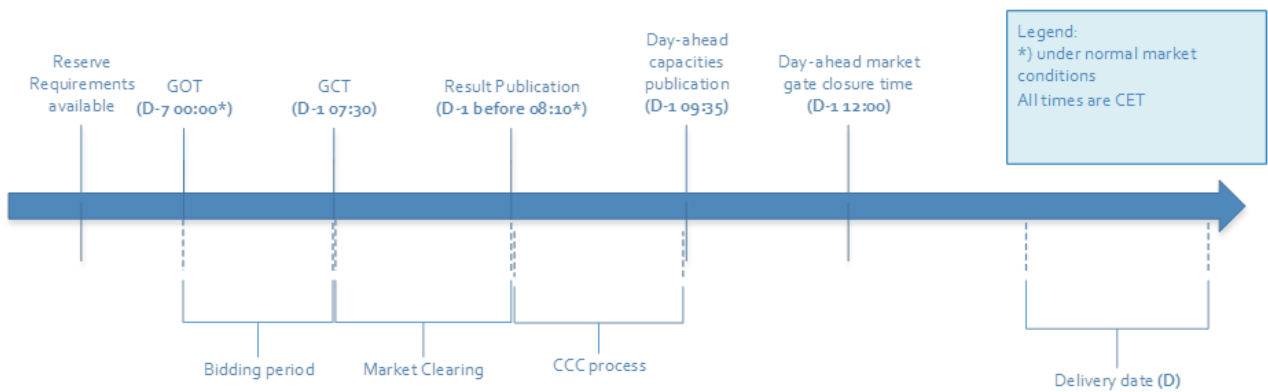 Reserve
Requirements
available
GOT
(D-7 00:00*)
GCT
(D-1 07:30)
Result Publication
(D-1 before 08:10*)
Day-ahead
capacities
publication
(D-1 09:35)
Day-ahead market
gate closure time
(D-1 12:00)
Legend:
*) under normal market
conditions
All times are CET
Bidding period
Market Clearing
CCC process
Delivery date (D)